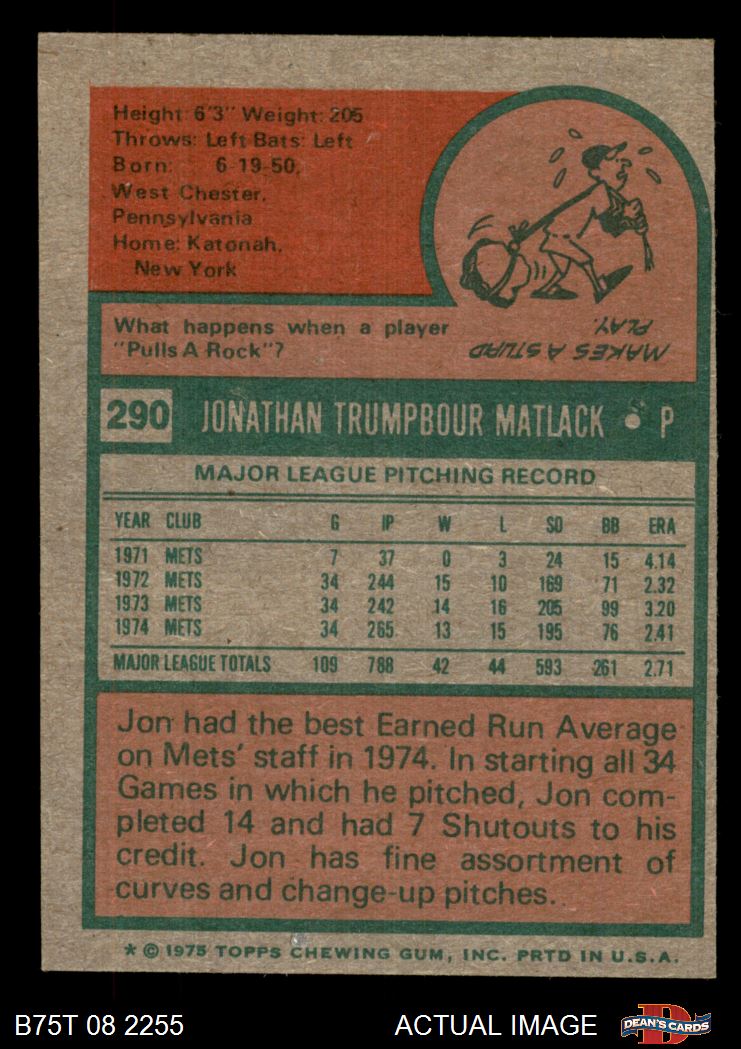 Height: 6'3" Weight: 205
Throws: Left Bats: Left
Born: 6-19-50,
West Chester,
Pennsylvania
Home: Katonah,
New York
What happens when a player
"Pulls A Rock"?
MAKES A STUPID
PLAY.
290 JONATHAN TRUMPBOUR MATLACK • P
MAJOR LEAGUE PITCHING RECORD
YEAR CLUB G IP W L SO BB ERA
1971 METS 7 37 0 3 24 15 4.14
1972 METS 34 244 15 10 169 71 2.32
1973 METS 34 242 14 16 205 99 3.20
1974 METS 34 265 13 15 195 76 2.41
MAJOR LEAGUE TOTALS 109 788 42 44 593 261 2.71
Jon had the best Earned Run Average
on Mets' staff in 1974. In starting all 34
Games in which he pitched, Jon com-
pleted 14 and had 7 Shutouts to his
credit. Jon has fine assortment of
curves and change-up pitches.
* © 1975 TOPPS CHEWING GUM, INC. PRTD IN U.S.A.
B75T 08 2255 ACTUAL IMAGE DEAN'S CARDS